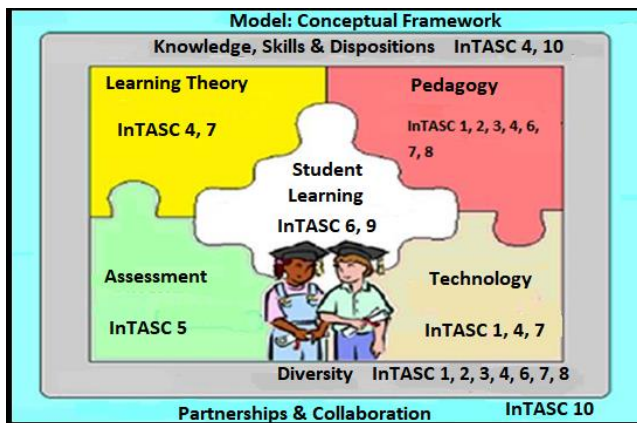 Model: Conceptual Framework
Knowledge, Skills & Dispositions InTASC 4, 10
Learning Theory
InTASC 4, 7
Pedagogy
InTASC 1, 2, 3, 4, 6,
7, 8
Student
Learning
InTASC 6, 9
Assessment
InTASC 5
Technology
InTASC 1, 4, 7
Diversity InTASC 1, 2, 3, 4, 6, 7, 8
Partnerships & Collaboration InTASC 10